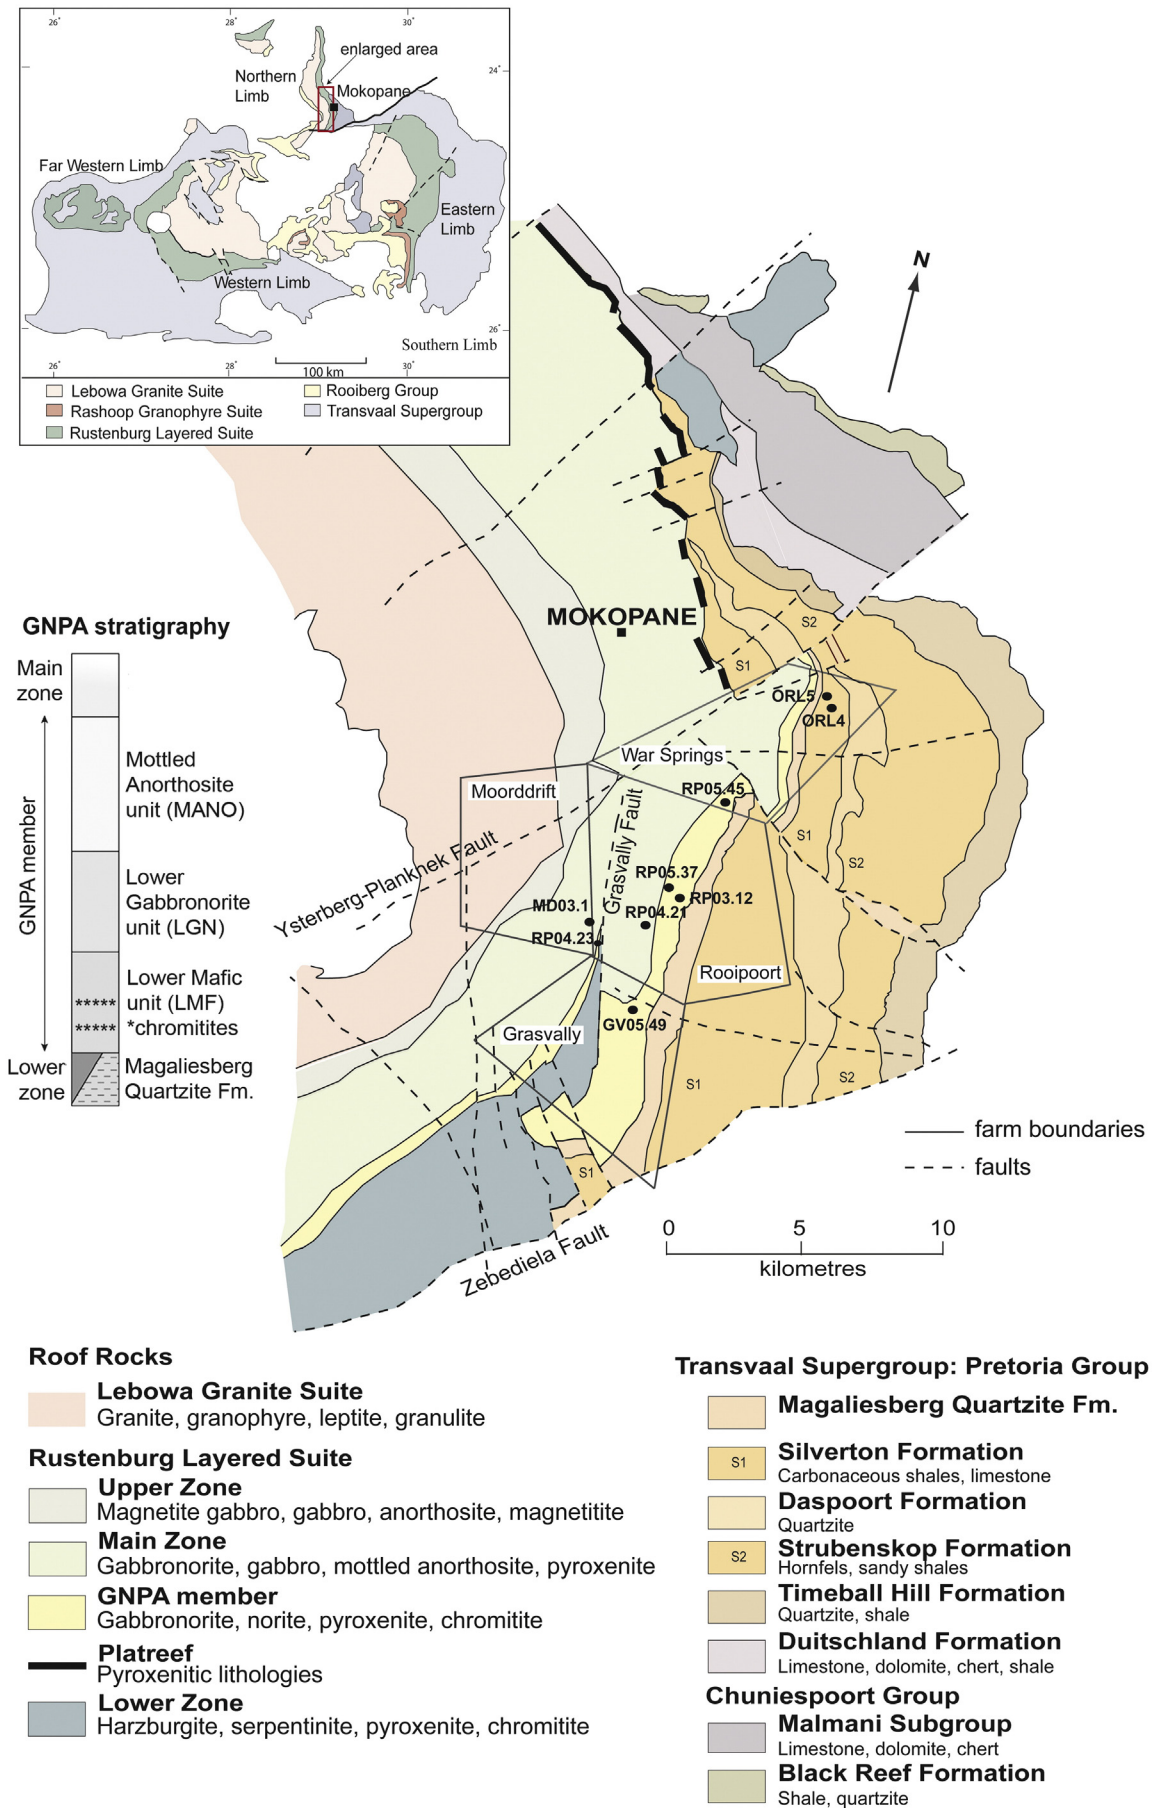 26°
28°
30°
enlarged area
24°
Northern
Limb
Mokopane
Far Western Limb
Eastern
Limb
Western Limb
26°
Southern Limb
26°
28°
30°
100 km
Lebowa Granite Suite
Rashoop Granophyre Suite
Rustenburg Layered Suite
Rooiberg Group
Transvaal Supergroup
N
MOKOPANE
S2
S1
GNPA stratigraphy
Main
zone
GNPA member
Mottled
Anorthosite
unit (MANO)
Lower
Gabbronorite
unit (LGN)
Lower Mafic
unit (LMF)
*****
*****
*chromitites
Lower
zone
Magaliesberg
Quartzite Fm.
ORL5
ORL4
War Springs
Moorddrift
RP05.45
Grasvally Fault
S1
S2
Ysterberg-Planknek Fault
RP05.37
RP03.12
MD03.1
RP04.21
RP04.23
Rooipoort
GV05.49
Grasvally
S1
S2
S1
Zebediela Fault
farm boundaries
faults
0 5 10
kilometres
Roof Rocks
Lebowa Granite Suite
Granite, granophyre, leptite, granulite
Rustenburg Layered Suite
Upper Zone
Magnetite gabbro, gabbro, anorthosite, magnetitite
Main Zone
Gabbronorite, gabbro, mottled anorthosite, pyroxenite
GNPA member
Gabbronorite, norite, pyroxenite, chromitite
Platreef
Pyroxenitic lithologies
Lower Zone
Harzburgite, serpentinite, pyroxenite, chromitite
Transvaal Supergroup: Pretoria Group
Magaliesberg Quartzite Fm.
S1
Silverton Formation
Carbonaceous shales, limestone
Daspoort Formation
Quartzite
S2
Strubenskop Formation
Hornfels, sandy shales
Timeball Hill Formation
Quartzite, shale
Duitschland Formation
Limestone, dolomite, chert, shale
Chuniespoort Group
Malmani Subgroup
Limestone, dolomite, chert
Black Reef Formation
Shale, quartzite